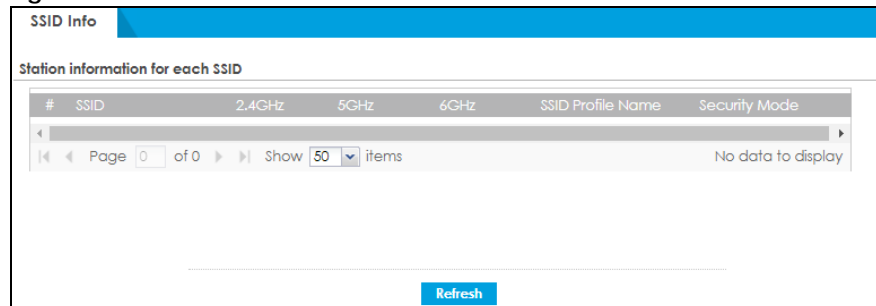 SSID Info
Station information for each SSID
# SSID 2.4GHz 5GHz 6GHz SSID Profile Name Security Mode
Page 0 of 0 Show 50 items No data to display
Refresh